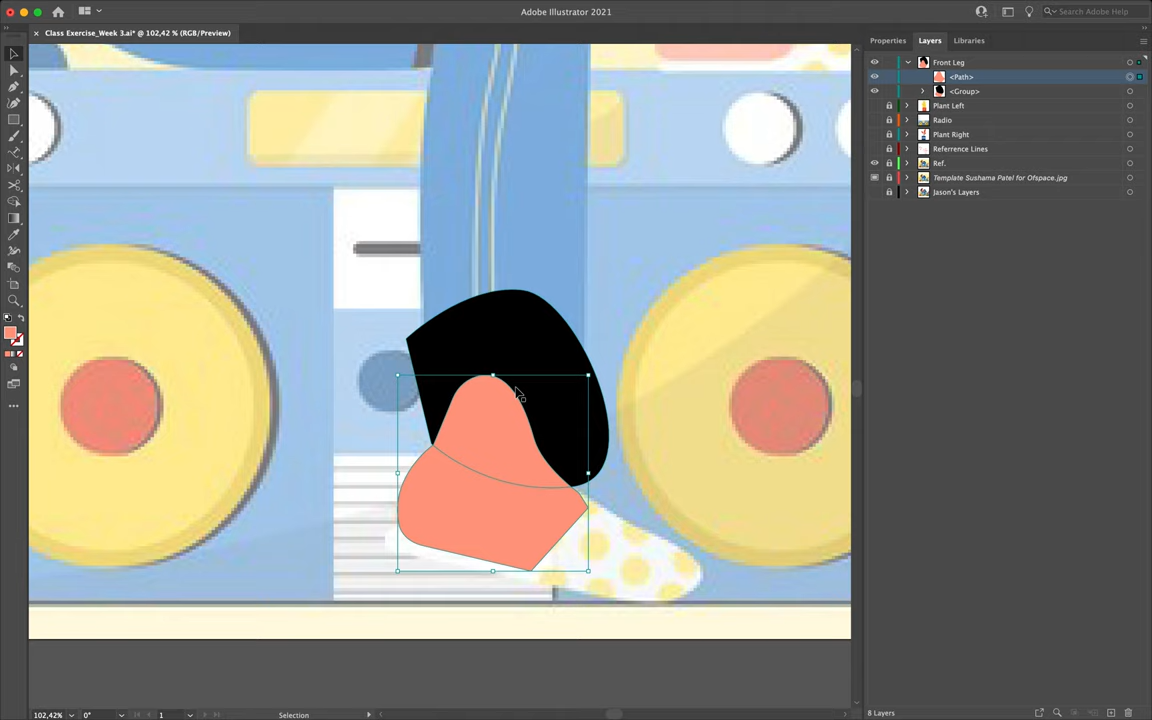 Adobe Illustrator 2021
Search Adobe Help
Class Exercise_Week 3.ai* @ 102,42 % (RGB/Preview)
Properties
Layers
Libraries
Front Leg
<Path>
<Group>
Plant Left
Radio
Plant Right
Referrence Lines
Ref.
Template Sushama Patel for Ofspace.jpg
Jason's Layers
102,42%
0°
1
Selection
8 Layers